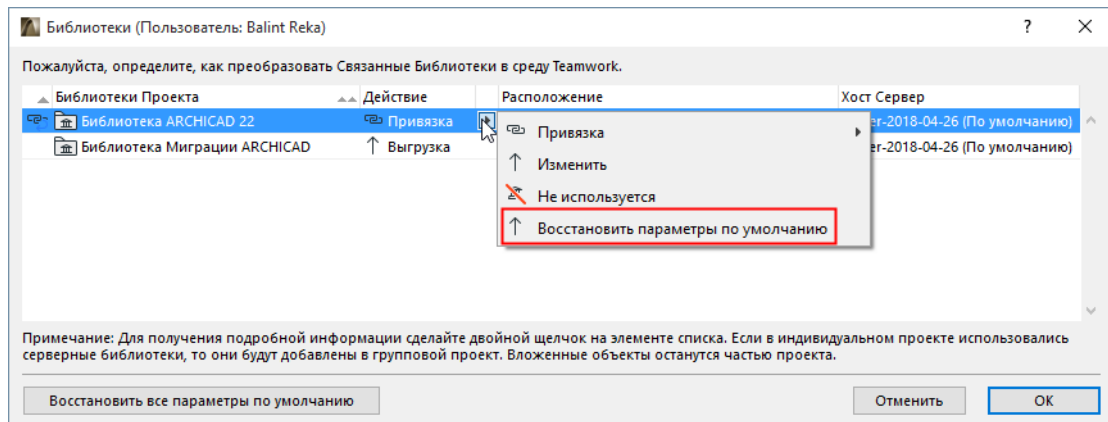 Библиотеки (Пользователь: Balint Reka)
Пожалуйста, определите, как преобразовать Связанные Библиотеки в среду Teamwork.
Библиотеки Проекта Действие Расположение Хост Сервер
Библиотека ARCHICAD 22 Привязка er-2018-04-26 (По умолчанию)
Библиотека Миграции ARCHICAD Выгрузка er-2018-04-26 (По умолчанию)
Привязка
Изменить
Не используется
Восстановить параметры по умолчанию
Примечание: Для получения подробной информации сделайте двойной щелчок на элементе списка. Если в индивидуальном проекте использовались
серверные библиотеки, то они будут добавлены в групповой проект. Вложенные объекты останутся частью проекта.
Восстановить все параметры по умолчанию Отменить ОК